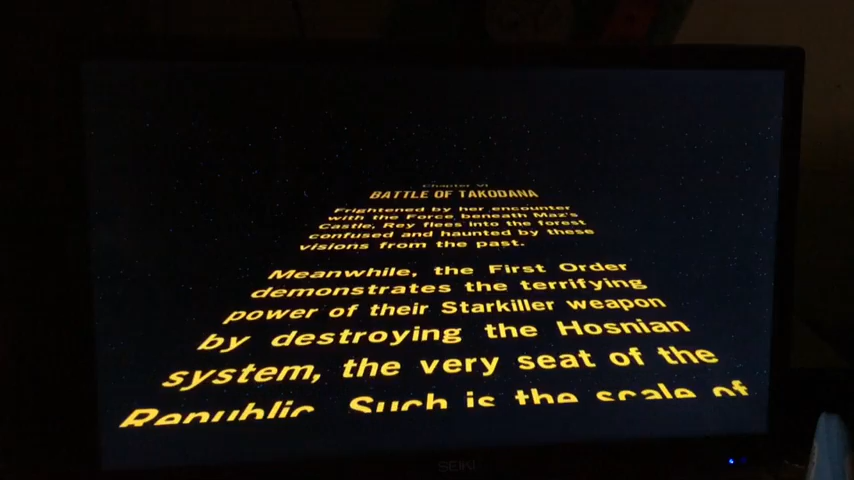 Chapter VI
BATTLE OF TAKODANA
Frightened by her encounter
with the Force beneath Maz's
Castle, Rey flees into the forest
confused and haunted by these
visions from the past.
Meanwhile, the First Order
demonstrates the terrifying
power of their Starkiller weapon
by destroying the Hosnian
system, the very seat of the
Republic. Such is the scale of
SEIKI